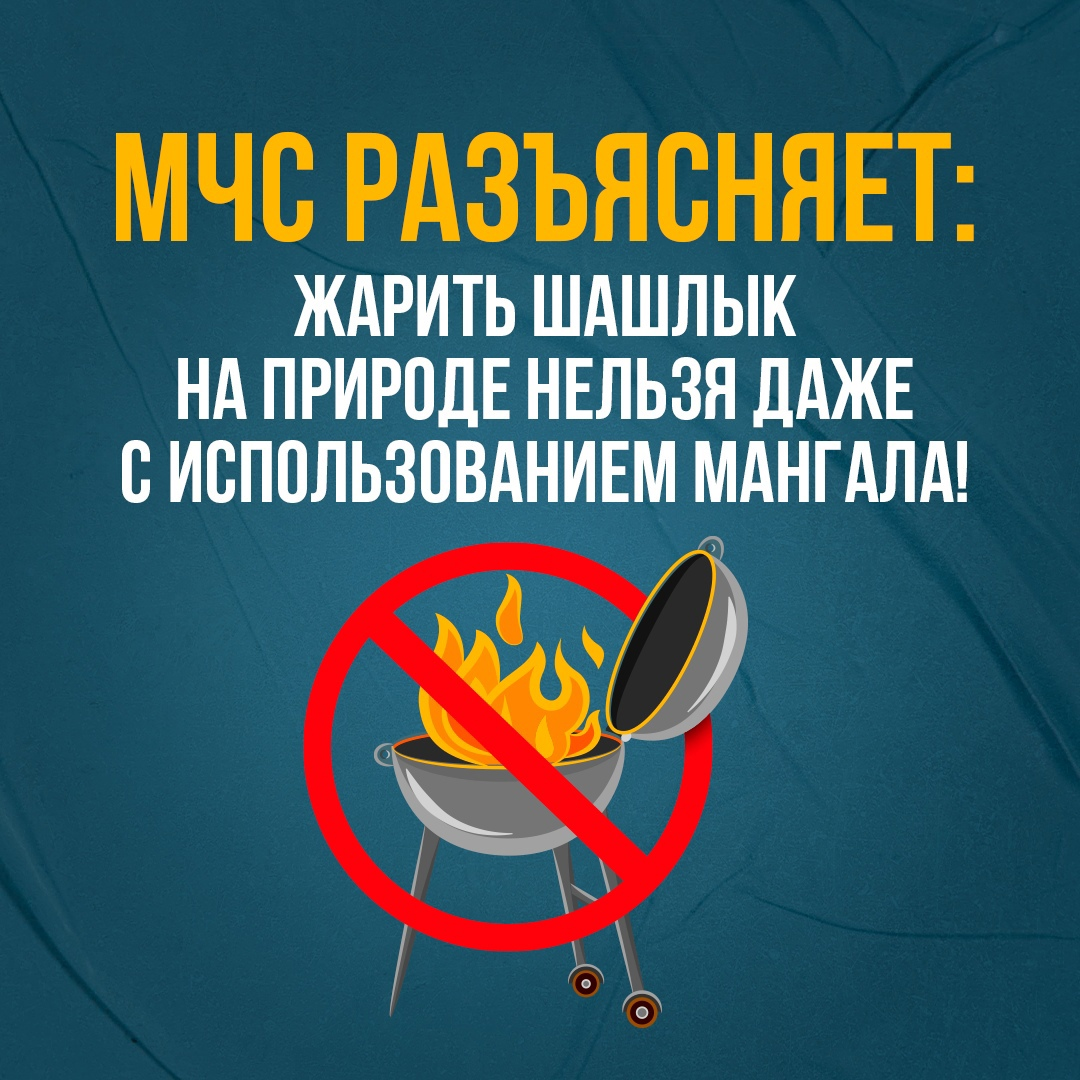 МЧС РАЗЪЯСНЯЕТ:
ЖАРИТЬ ШАШЛЫК
НА ПРИРОДЕ НЕЛЬЗЯ ДАЖЕ
С ИСПОЛЬЗОВАНИЕМ МАНГАЛА!